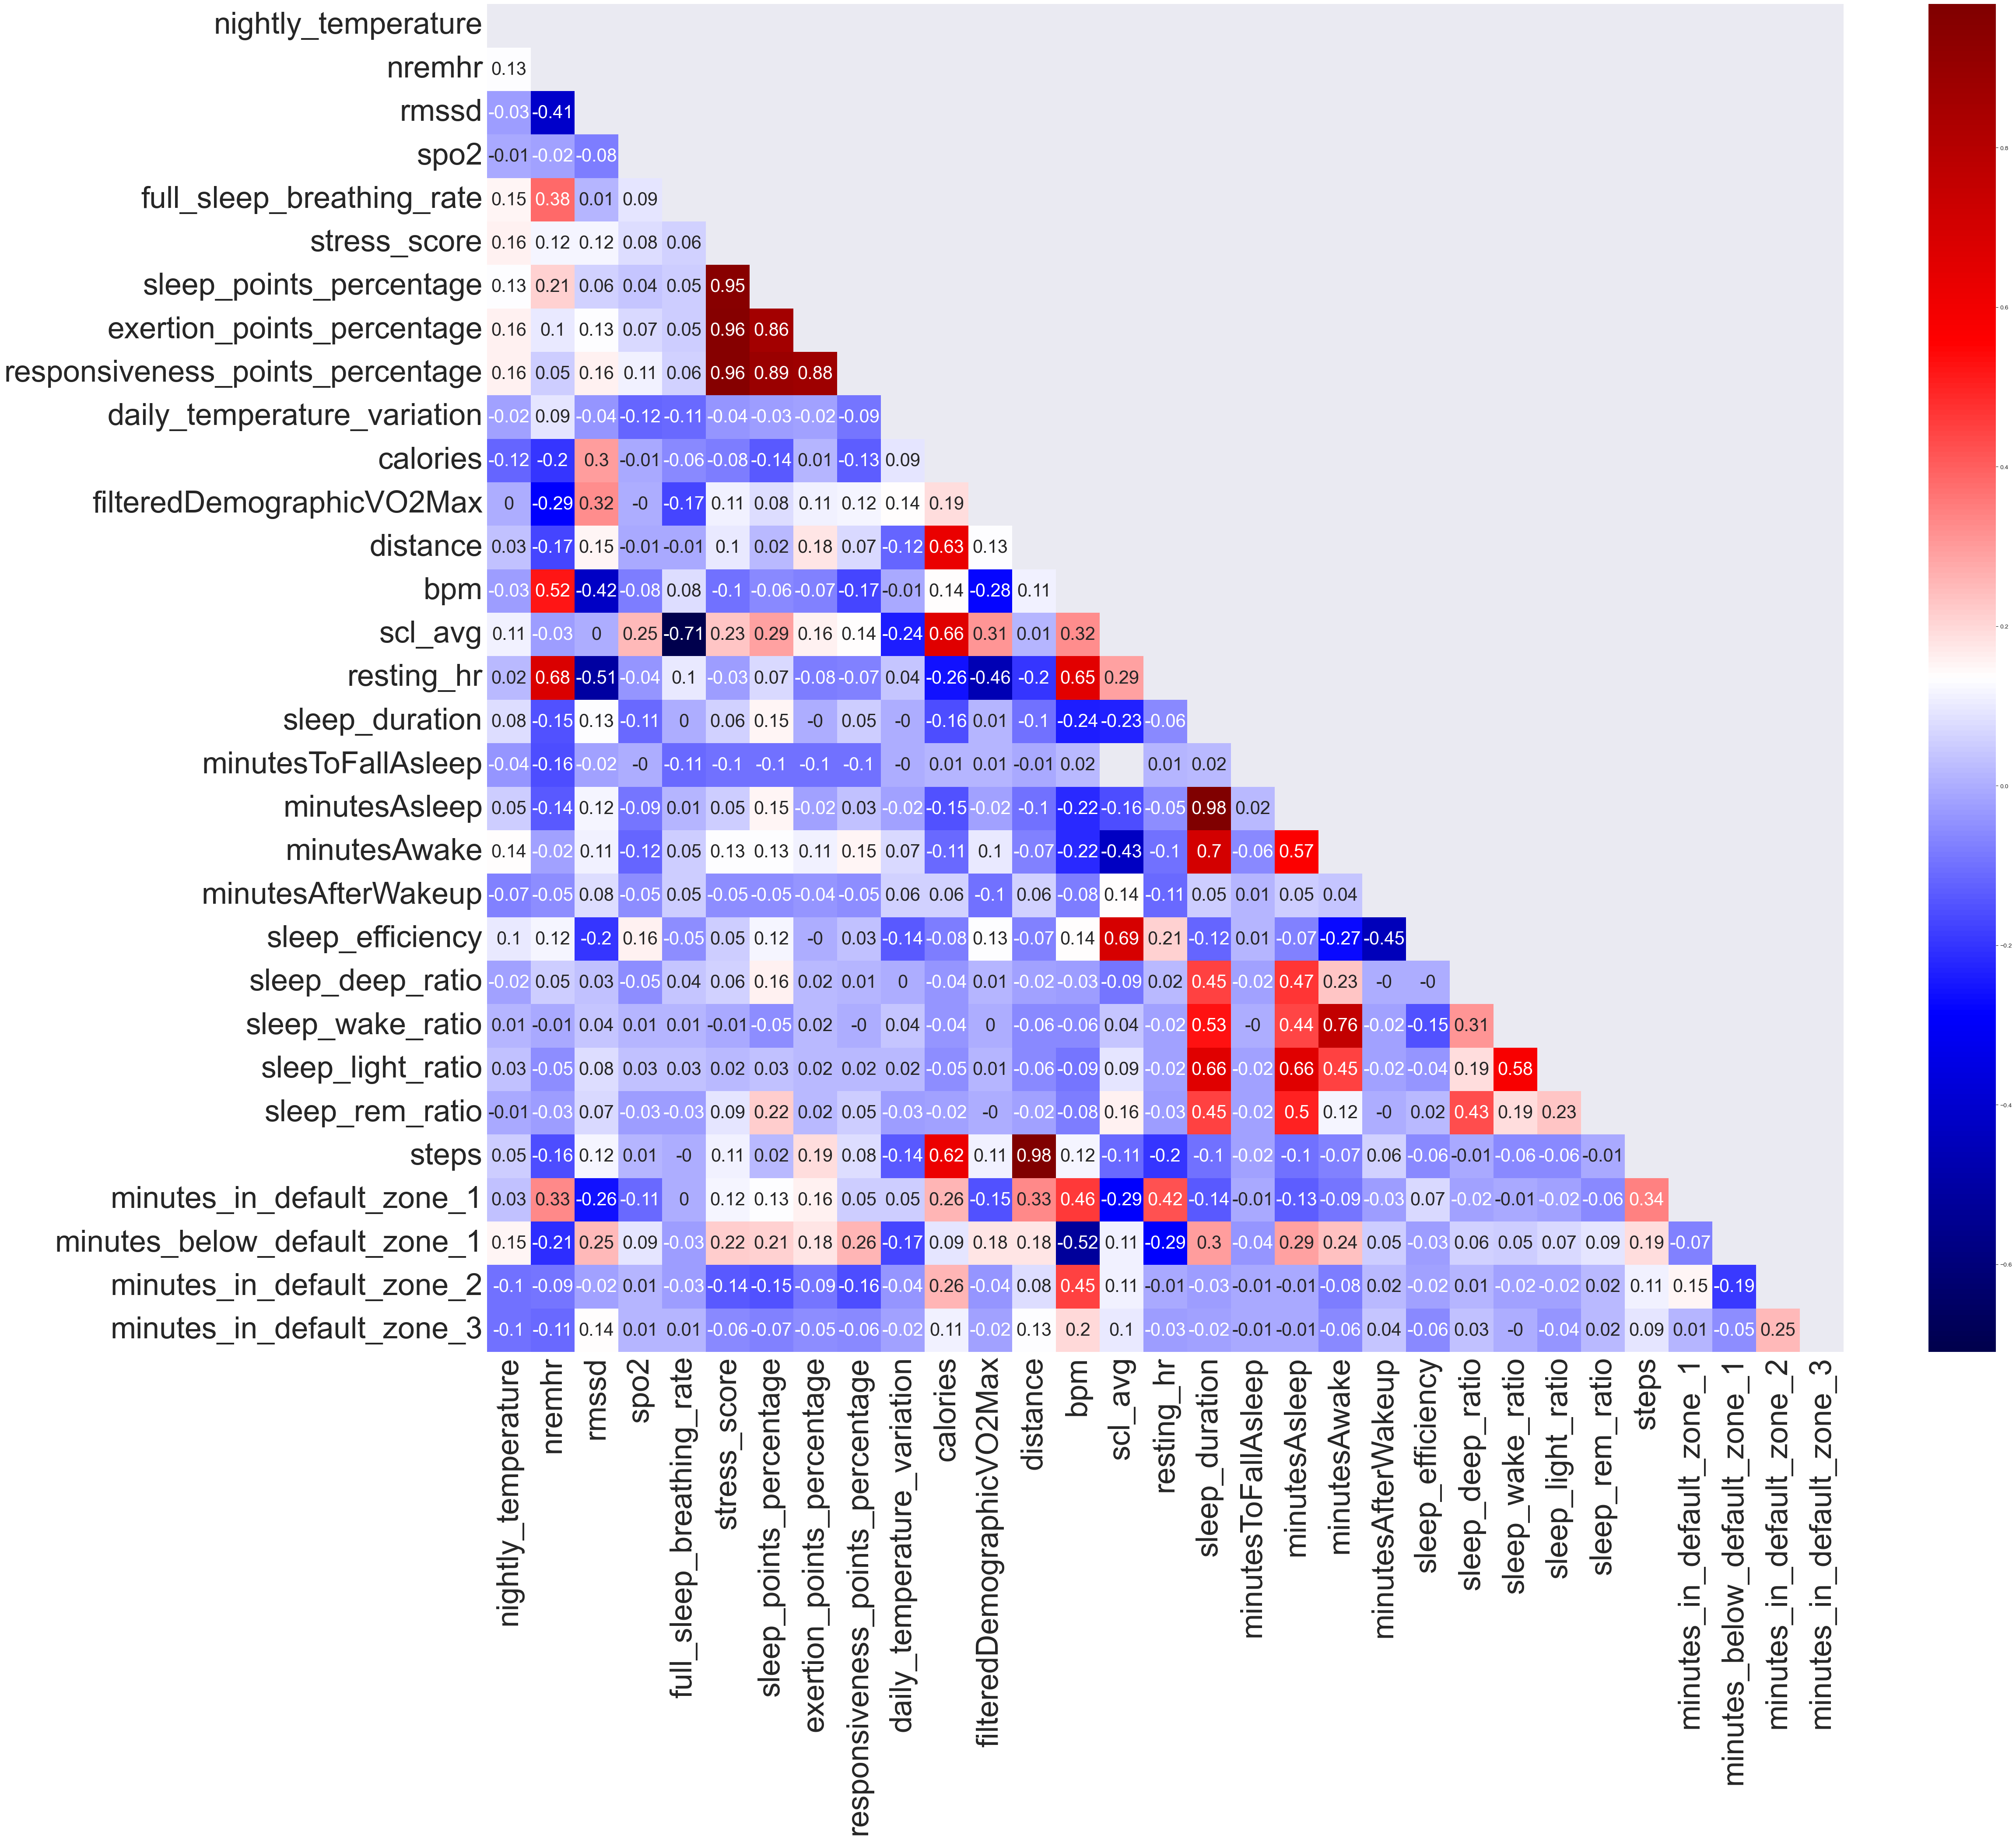 nightly_temperature
nremhr 0.13
rmssd -0.03 -0.41
spo2 -0.01 -0.02 -0.08
full_sleep_breathing_rate 0.15 0.38 0.01 0.09
stress_score 0.16 0.12 0.12 0.08 0.06
sleep_points_percentage 0.13 0.21 0.06 0.04 0.05 0.95
exertion_points_percentage 0.16 0.1 0.13 0.07 0.05 0.96 0.86
responsiveness_points_percentage 0.16 0.05 0.16 0.11 0.06 0.96 0.89 0.88
daily_temperature_variation -0.02 0.09 -0.04 -0.12 -0.11 -0.04 -0.03 -0.02 -0.09
calories -0.12 -0.2 0.3 -0.01 -0.06 -0.08 -0.14 0.01 -0.13 0.09
filteredDemographicVO2Max 0 -0.29 0.32 -0 -0.17 0.11 0.08 0.11 0.12 0.14 0.19
distance 0.03 -0.17 0.15 -0.01 -0.01 0.1 0.02 0.18 0.07 -0.12 0.63 0.13
bpm -0.03 0.52 -0.42 -0.08 0.08 -0.1 -0.06 -0.07 -0.17 -0.01 0.14 -0.28 0.11
scl_avg 0.11 -0.03 0 0.25 -0.71 0.23 0.29 0.16 0.14 -0.24 0.66 0.31 0.01 0.32
resting_hr 0.02 0.68 -0.51 -0.04 0.1 -0.03 0.07 -0.08 -0.07 0.04 -0.26 -0.46 -0.2 0.65 0.29
sleep_duration 0.08 -0.15 0.13 -0.11 0 0.06 0.15 -0 0.05 -0 -0.16 0.01 -0.1 -0.24 -0.23 -0.06
minutesToFallAsleep -0.04 -0.16 -0.02 -0 -0.11 -0.1 -0.1 -0.1 -0.1 -0 0.01 0.01 -0.01 0.02 0.01 0.02
minutesAsleep 0.05 -0.14 0.12 -0.09 0.01 0.05 0.15 -0.02 0.03 -0.02 -0.15 -0.02 -0.1 -0.22 -0.16 -0.05 0.98 0.02
minutesAwake 0.14 -0.02 0.11 -0.12 0.05 0.13 0.13 0.11 0.15 0.07 -0.11 0.1 -0.07 -0.22 -0.43 -0.1 0.7 -0.06 0.57
minutesAfterWakeup -0.07 -0.05 0.08 -0.05 0.05 -0.05 -0.05 -0.04 -0.05 0.06 0.06 -0.1 0.06 -0.08 0.14 -0.11 0.05 0.01 0.05 0.04
sleep_efficiency 0.1 0.12 -0.2 0.16 -0.05 0.05 0.12 -0 0.03 -0.14 -0.08 0.13 -0.07 0.14 0.69 0.21 -0.12 0.01 -0.07 -0.27 -0.45
sleep_deep_ratio -0.02 0.05 0.03 -0.05 0.04 0.06 0.16 0.02 0.01 0 -0.04 0.01 -0.02 -0.03 -0.09 0.02 0.45 -0.02 0.47 0.23 -0 -0
sleep_wake_ratio 0.01 -0.01 0.04 0.01 0.01 -0.01 -0.05 0.02 -0 0.04 -0.04 0 -0.06 -0.06 0.04 -0.02 0.53 -0 0.44 0.76 -0.02 -0.15 0.31
sleep_light_ratio 0.03 -0.05 0.08 0.03 0.03 0.02 0.03 0.02 0.02 0.02 -0.05 0.01 -0.06 -0.09 0.09 -0.02 0.66 -0.02 0.66 0.45 -0.02 -0.04 0.19 0.58
sleep_rem_ratio -0.01 -0.03 0.07 -0.03 -0.03 0.09 0.22 0.02 0.05 -0.03 -0.02 -0 -0.02 -0.08 0.16 -0.03 0.45 -0.02 0.5 0.12 -0 0.02 0.43 0.19 0.23
steps 0.05 -0.16 0.12 0.01 -0 0.11 0.02 0.19 0.08 -0.14 0.62 0.11 0.98 0.12 -0.11 -0.2 -0.1 -0.02 -0.1 -0.07 0.06 -0.06 -0.01 -0.06 -0.06 -0.01
minutes_in_default_zone_1 0.03 0.33 -0.26 -0.11 0 0.12 0.13 0.16 0.05 0.05 0.26 -0.15 0.33 0.46 -0.29 0.42 -0.14 -0.01 -0.13 -0.09 -0.03 0.07 -0.02 -0.01 -0.02 -0.06 0.34
minutes_below_default_zone_1 0.15 -0.21 0.25 0.09 -0.03 0.22 0.21 0.18 0.26 -0.17 0.09 0.18 0.18 -0.52 0.11 -0.29 0.3 -0.04 0.29 0.24 0.05 -0.03 0.06 0.05 0.07 0.09 0.19 -0.07
minutes_in_default_zone_2 -0.1 -0.09 -0.02 0.01 -0.03 -0.14 -0.15 -0.09 -0.16 -0.04 0.26 -0.04 0.08 0.45 0.11 -0.01 -0.03 -0.01 -0.01 -0.08 0.02 -0.02 0.01 -0.02 -0.02 0.02 0.11 0.15 -0.19
minutes_in_default_zone_3 -0.1 -0.11 0.14 0.01 0.01 -0.06 -0.07 -0.05 -0.06 -0.02 0.11 -0.02 0.13 0.2 0.1 -0.03 -0.02 -0.01 -0.01 -0.06 0.04 -0.06 0.03 -0 -0.04 0.02 0.09 0.01 -0.05 0.25
nightly_temperature
nremhr
rmssd
spo2
full_sleep_breathing_rate
stress_score
sleep_points_percentage
exertion_points_percentage
responsiveness_points_percentage
daily_temperature_variation
calories
filteredDemographicVO2Max
distance
bpm
scl_avg
resting_hr
sleep_duration
minutesToFallAsleep
minutesAsleep
minutesAwake
minutesAfterWakeup
sleep_efficiency
sleep_deep_ratio
sleep_wake_ratio
sleep_light_ratio
sleep_rem_ratio
steps
minutes_in_default_zone_1
minutes_below_default_zone_1
minutes_in_default_zone_2
minutes_in_default_zone_3
0.8
0.6
0.4
0.2
0.0
-0.2
-0.4
-0.6